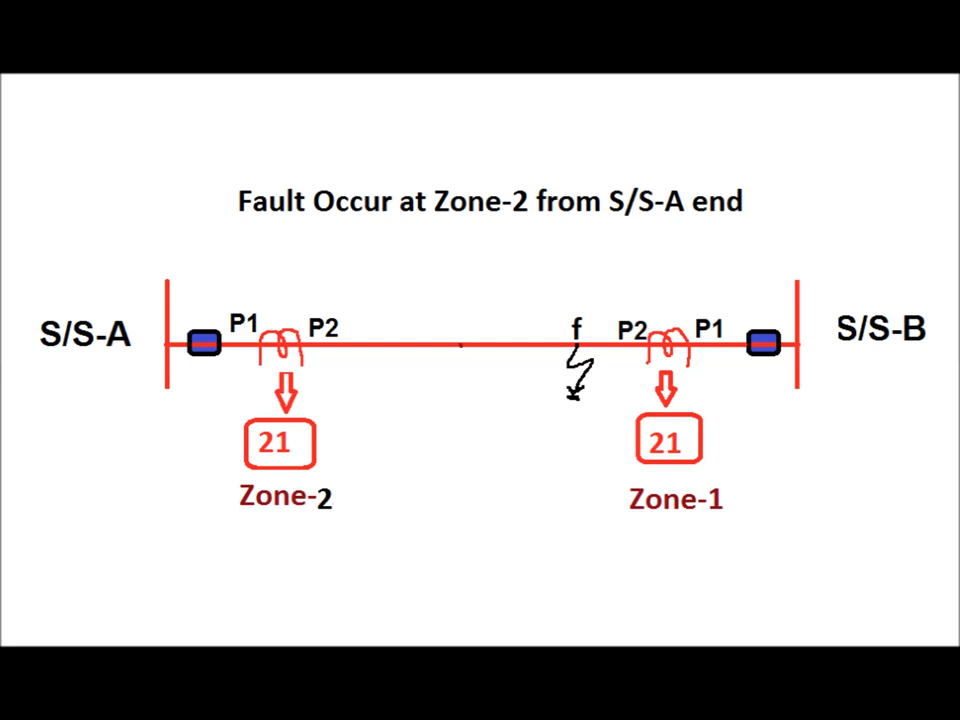 Fault Occur at Zone-2 from S/S-A end
S/S-A P1 P2 f P2 P1 S/S-B
21 21
Zone-2 Zone-1